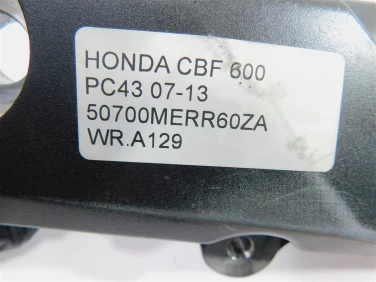 HONDA CBF 600
PC43 07-13
50700MERR60ZA
WR.A129